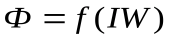 Φ = f (IW)